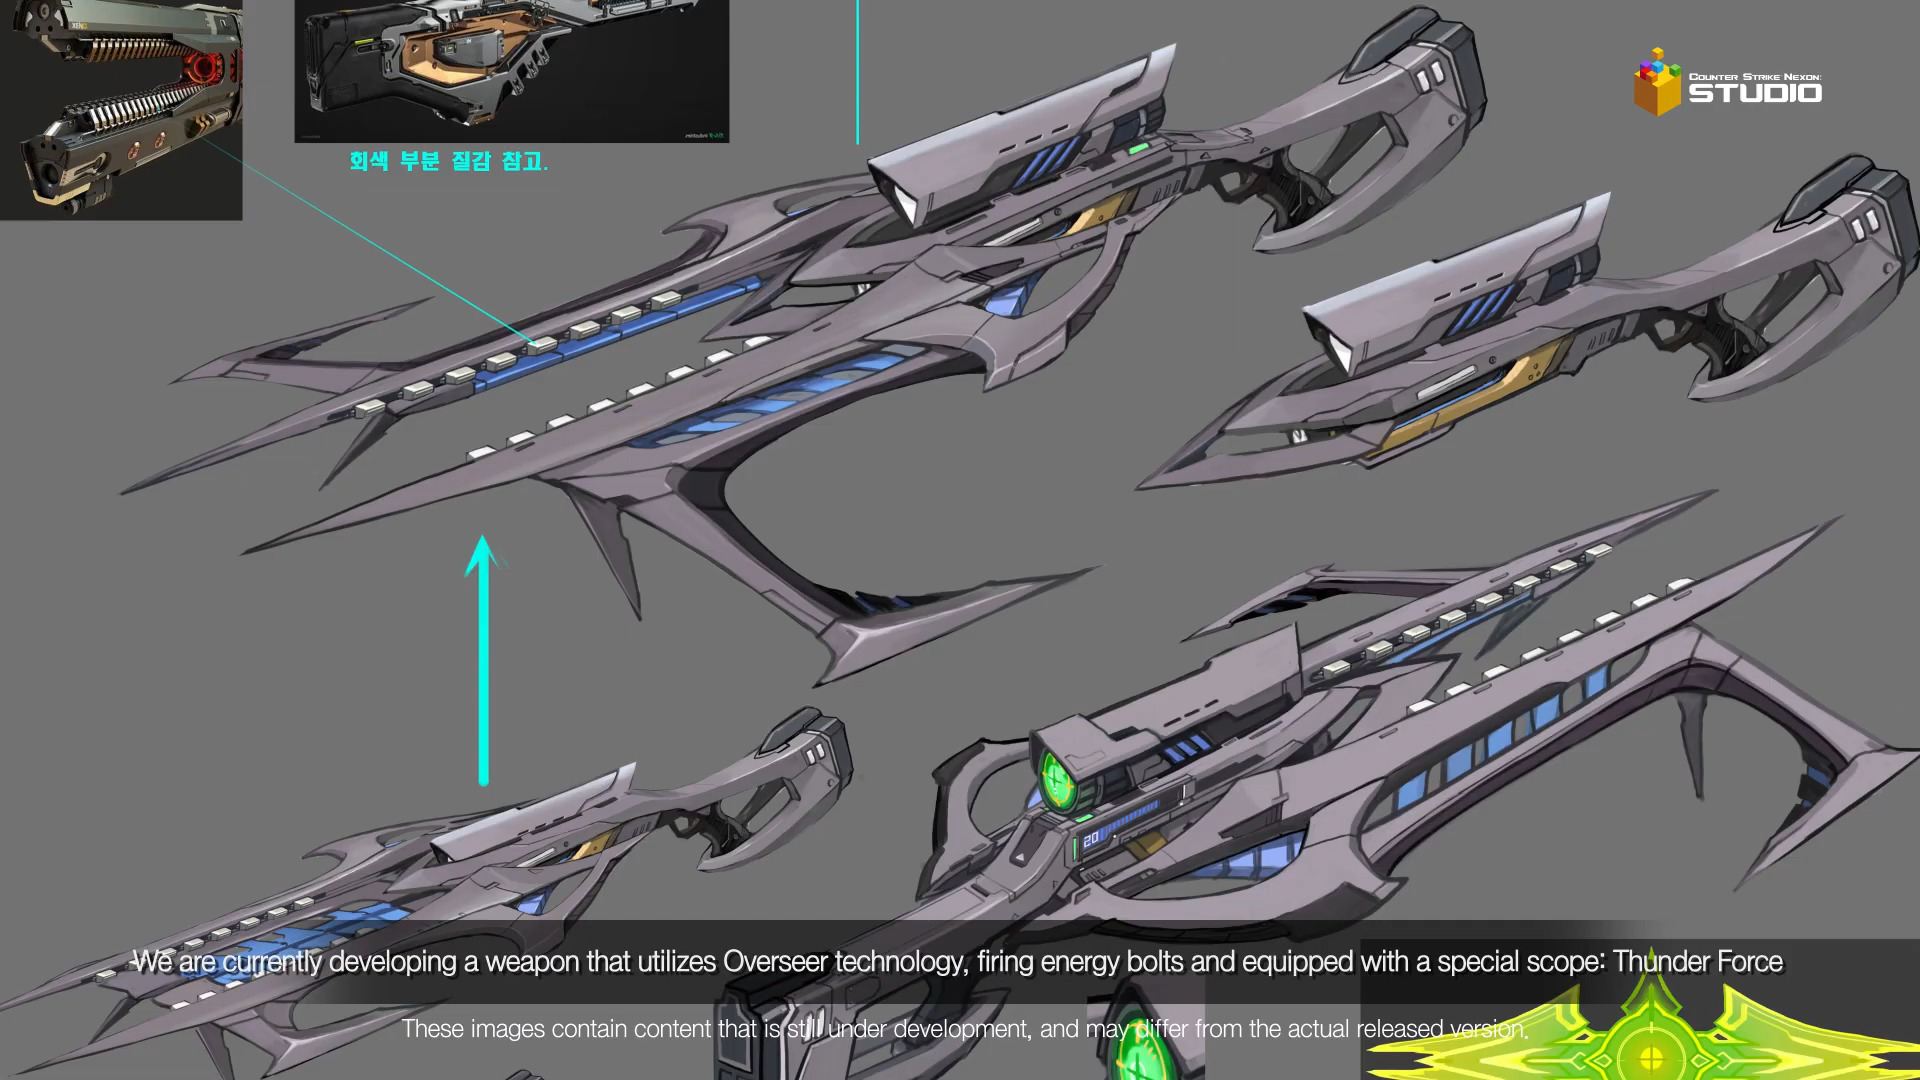 XENO
회색 부분 질감 참고.
COUNTER STRIKE NEXON:
STUDIO
20
We are currently developing a weapon that utilizes Overseer technology, firing energy bolts and equipped with a special scope: Thunder Force
These images contain content that is still under development, and may differ from the actual released version.